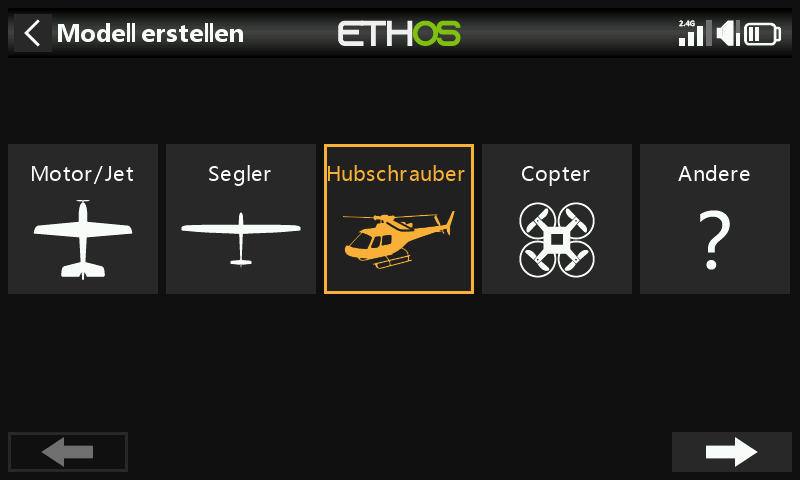 Modell erstellen
ETHOS
2.4G
Motor/Jet
Segler
Hubschrauber
Copter
Andere
?